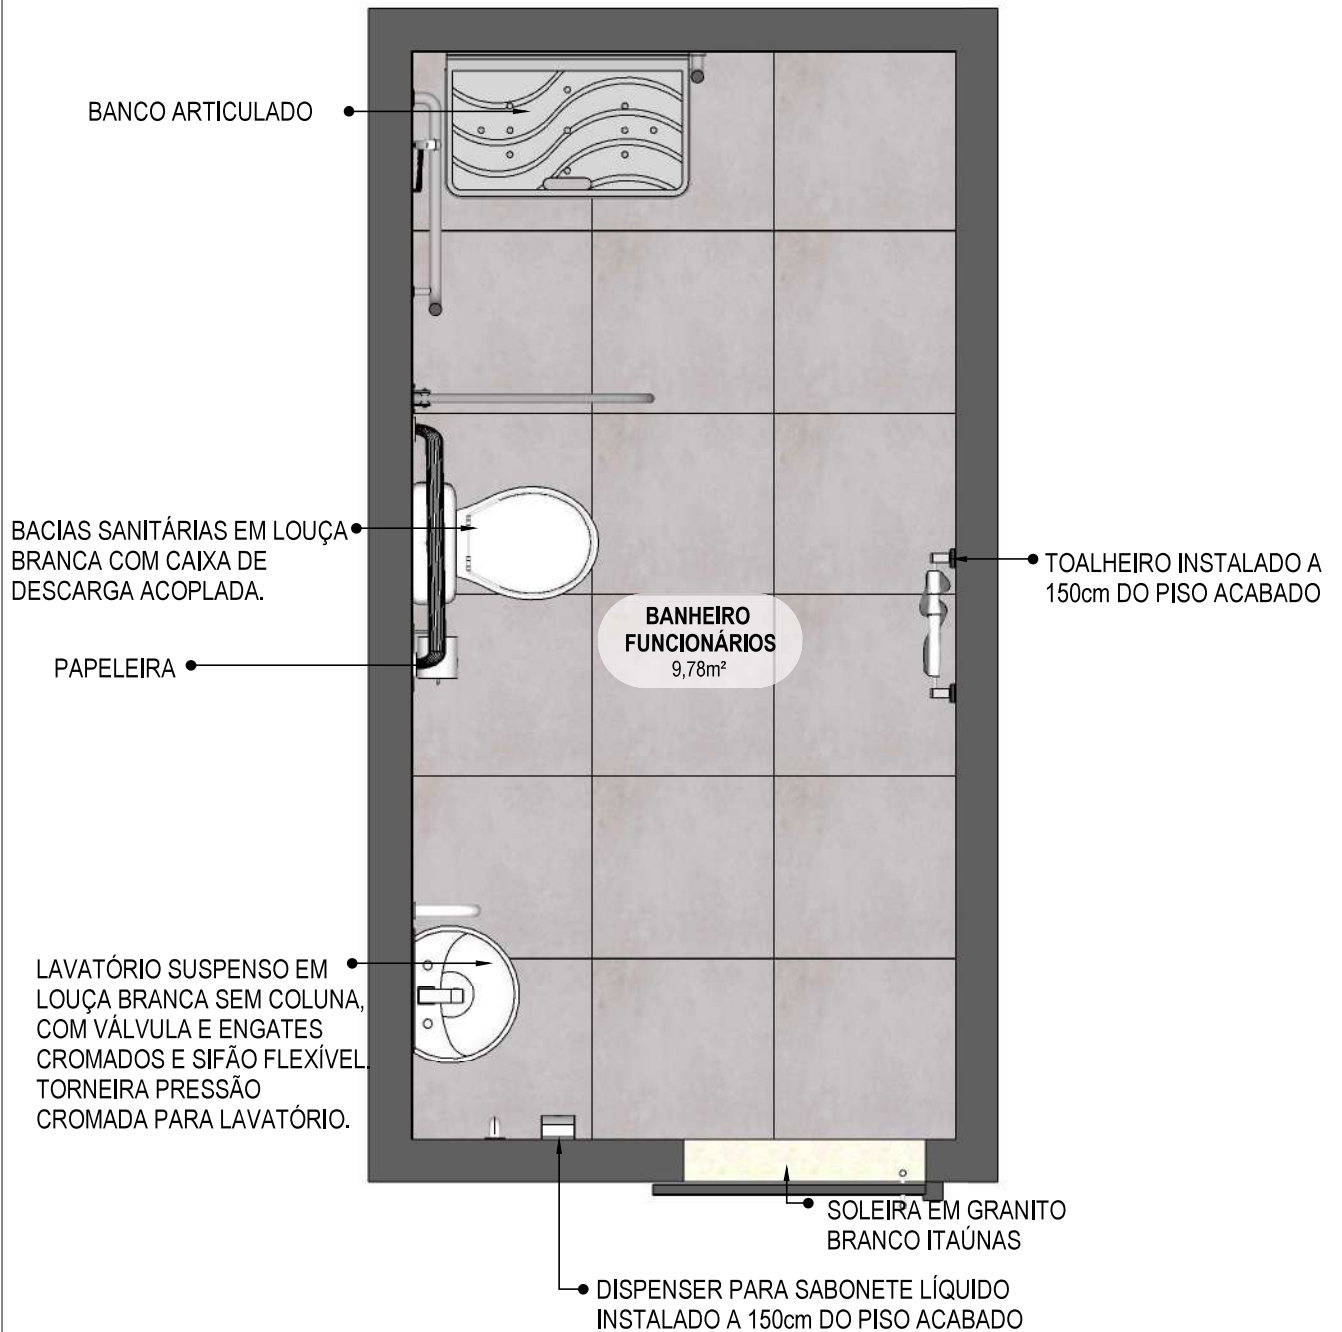 BANCO ARTICULADO
BACIAS SANITÁRIAS EM LOUÇA
BRANCA COM CAIXA DE
DESCARGA ACOPLADA.
TOALHEIRO INSTALADO A
150cm DO PISO ACABADO
BANHEIRO
FUNCIONÁRIOS
9,78m²
PAPELEIRA
LAVATÓRIO SUSPENSO EM
LOUÇA BRANCA SEM COLUNA,
COM VÁLVULA E ENGATES
CROMADOS E SIFÃO FLEXÍVEL.
TORNEIRA PRESSÃO
CROMADA PARA LAVATÓRIO.
SOLEIRA EM GRANITO
BRANCO ITAÚNAS
DISPENSER PARA SABONETE LÍQUIDO
INSTALADO A 150cm DO PISO ACABADO